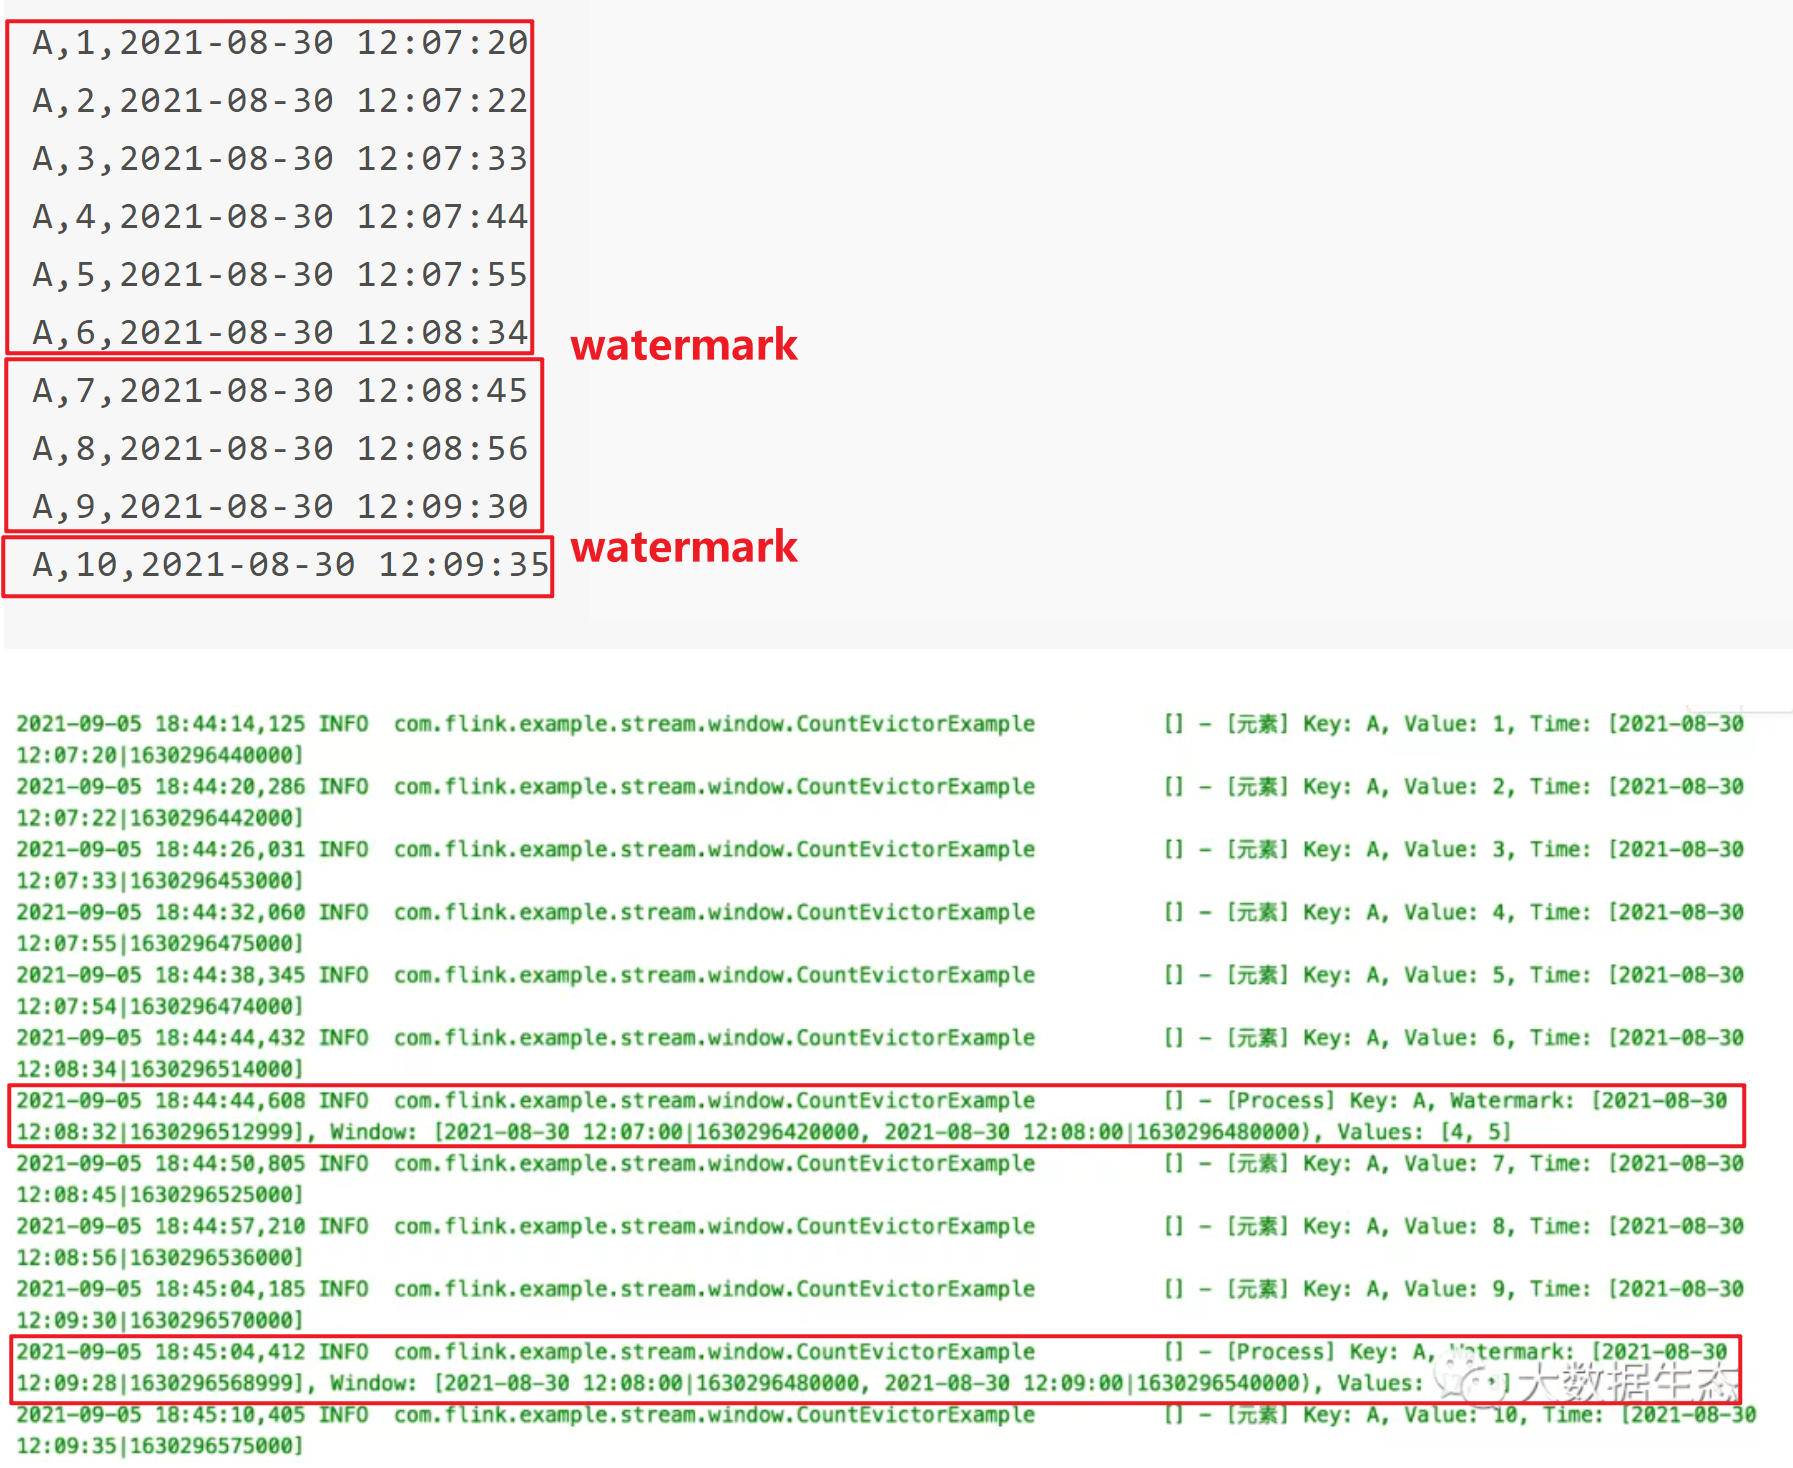 A,1,2021-08-30 12:07:20
A,2,2021-08-30 12:07:22
A,3,2021-08-30 12:07:33
A,4,2021-08-30 12:07:44
A,5,2021-08-30 12:07:55
A,6,2021-08-30 12:08:34
watermark
A,7,2021-08-30 12:08:45
A,8,2021-08-30 12:08:56
A,9,2021-08-30 12:09:30
watermark
A,10,2021-08-30 12:09:35
2021-09-05 18:44:14,125 INFO com.flink.example.stream.window.CountEvictorExample [] - [元素] Key: A, Value: 1, Time: [2021-08-30
12:07:20|1630296440000]
2021-09-05 18:44:20,286 INFO com.flink.example.stream.window.CountEvictorExample [] - [元素] Key: A, Value: 2, Time: [2021-08-30
12:07:22|1630296442000]
2021-09-05 18:44:26,031 INFO com.flink.example.stream.window.CountEvictorExample [] - [元素] Key: A, Value: 3, Time: [2021-08-30
12:07:33|1630296453000]
2021-09-05 18:44:32,060 INFO com.flink.example.stream.window.CountEvictorExample [] - [元素] Key: A, Value: 4, Time: [2021-08-30
12:07:55|1630296475000]
2021-09-05 18:44:38,345 INFO com.flink.example.stream.window.CountEvictorExample [] - [元素] Key: A, Value: 5, Time: [2021-08-30
12:07:54|1630296474000]
2021-09-05 18:44:44,432 INFO com.flink.example.stream.window.CountEvictorExample [] - [元素] Key: A, Value: 6, Time: [2021-08-30
12:08:34|1630296514000]
2021-09-05 18:44:44,608 INFO com.flink.example.stream.window.CountEvictorExample [] - [Process] Key: A, Watermark: [2021-08-30
12:08:32|1630296512999], Window: [2021-08-30 12:07:00|1630296420000, 2021-08-30 12:08:00|1630296480000), Values: [4, 5]
2021-09-05 18:44:50,805 INFO com.flink.example.stream.window.CountEvictorExample [] - [元素] Key: A, Value: 7, Time: [2021-08-30
12:08:45|1630296525000]
2021-09-05 18:44:57,210 INFO com.flink.example.stream.window.CountEvictorExample [] - [元素] Key: A, Value: 8, Time: [2021-08-30
12:08:56|1630296536000]
2021-09-05 18:45:04,185 INFO com.flink.example.stream.window.CountEvictorExample [] - [元素] Key: A, Value: 9, Time: [2021-08-30
12:09:30|1630296570000]
2021-09-05 18:45:04,412 INFO com.flink.example.stream.window.CountEvictorExample [] - [Process] Key: A, Watermark: [2021-08-30
12:09:28|1630296568999], Window: [2021-08-30 12:08:00|1630296480000, 2021-08-30 12:09:00|1630296540000), Values:
大数据生态
2021-09-05 18:45:10,405 INFO com.flink.example.stream.window.CountEvictorExample [] - [元素] Key: A, Value: 10, Time: [2021-08-30
12:09:35|1630296575000]